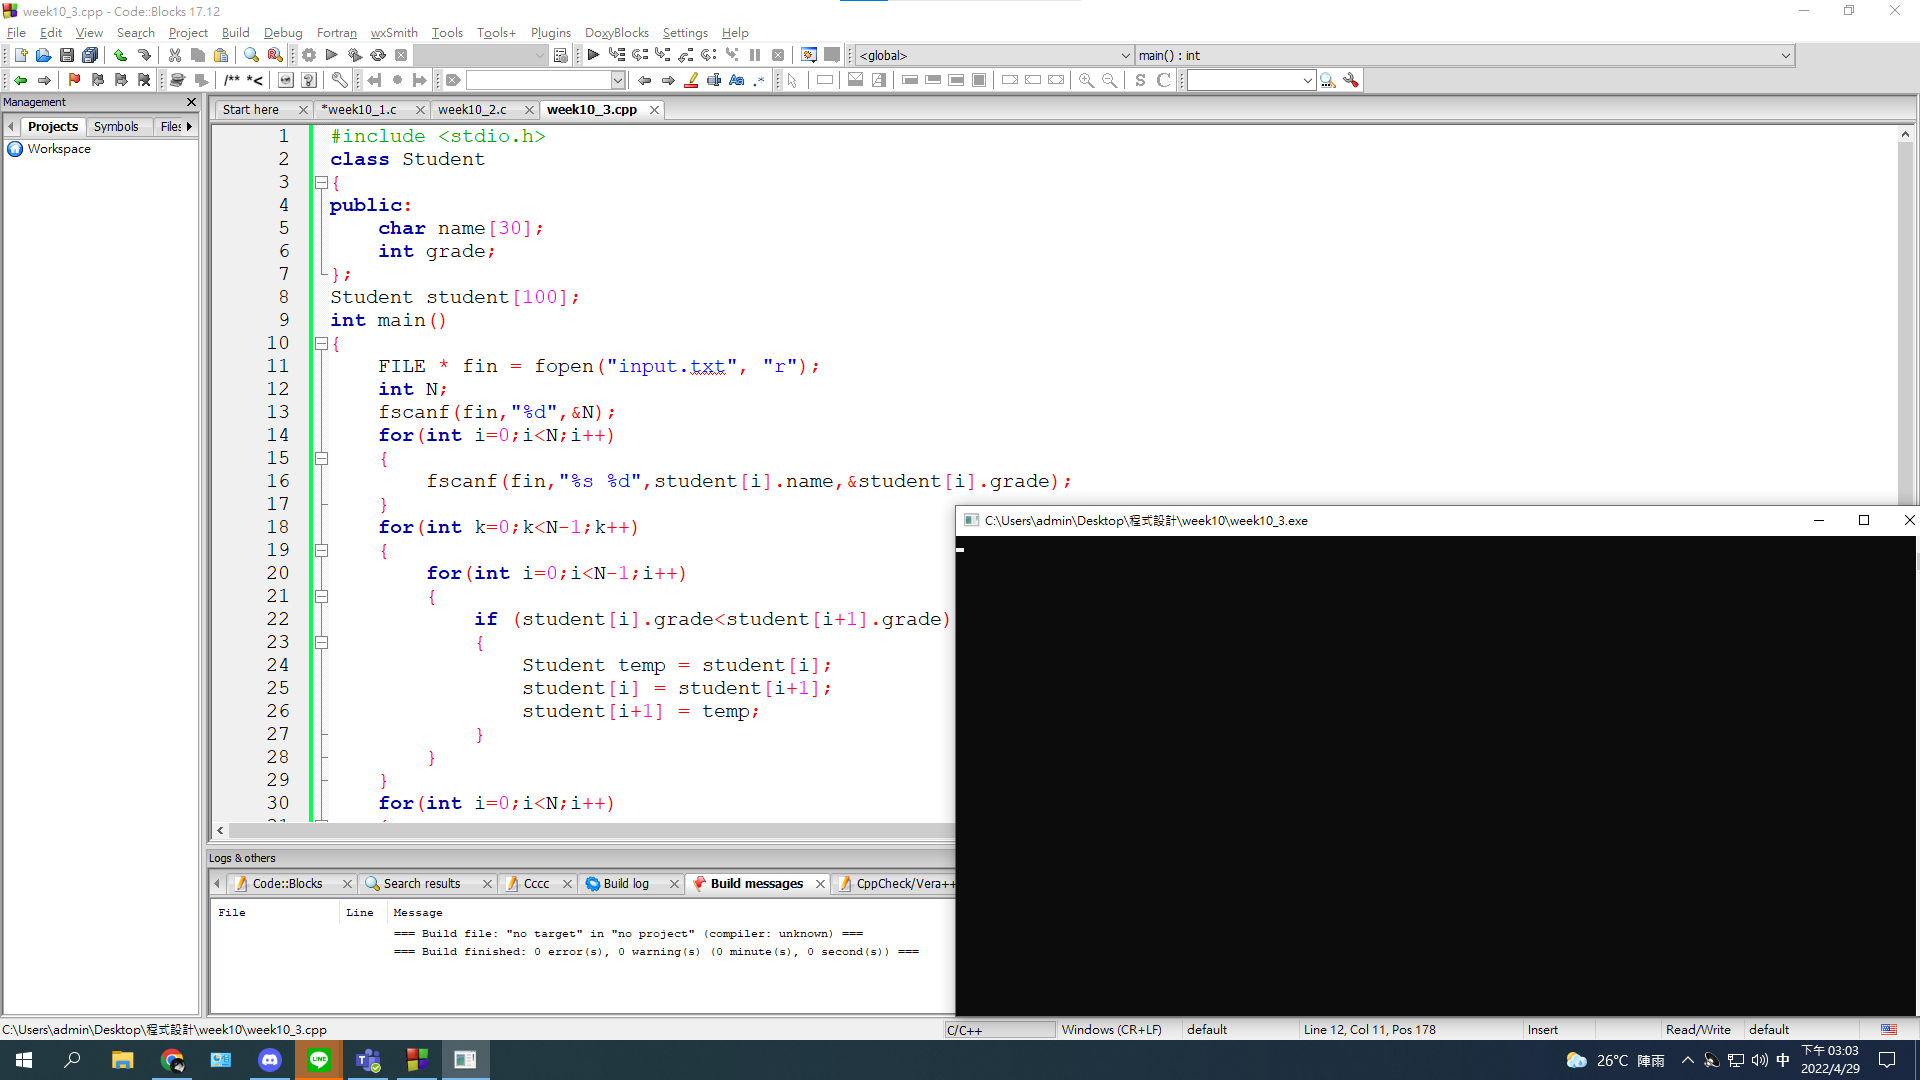 week10_3.cpp - Code::Blocks 17.12
File Edit View Search Project Build Debug Fortran wxSmith Tools Tools+ Plugins DoxyBlocks Settings Help
<global> main() : int
/** *< Aa .* S C
Management
Projects Symbols Files
Workspace
Start here *week10_1.c week10_2.c week10_3.cpp
1 #include <stdio.h>
2 class Student
3 {
4 public:
5 char name[30];
6 int grade;
7 };
8 Student student[100];
9 int main()
10 {
11 FILE * fin = fopen("input.txt", "r");
12 int N;
13 fscanf(fin,"%d",&N);
14 for(int i=0;i<N;i++)
15 {
16 fscanf(fin,"%s %d",student[i].name,&student[i].grade);
17 }
18 for(int k=0;k<N-1;k++)
19 {
20 for(int i=0;i<N-1;i++)
21 {
22 if (student[i].grade<student[i+1].grade)
23 {
24 Student temp = student[i];
25 student[i] = student[i+1];
26 student[i+1] = temp;
27 }
28 }
29 }
30 for(int i=0;i<N;i++)
C:\Users\admin\Desktop\程式設計\week10\week10_3.exe
Logs & others
Code::Blocks Search results Cccc Build log Build messages CppCheck/Vera++
File Line Message
=== Build file: "no target" in "no project" (compiler: unknown) ===
=== Build finished: 0 error(s), 0 warning(s) (0 minute(s), 0 second(s)) ===
C:\Users\admin\Desktop\程式設計\week10\week10_3.cpp C/C++ Windows (CR+LF) default Line 12, Col 11, Pos 178 Insert Read/Write default
LINE 26°C 陣雨 中 下午 03:03
2022/4/29